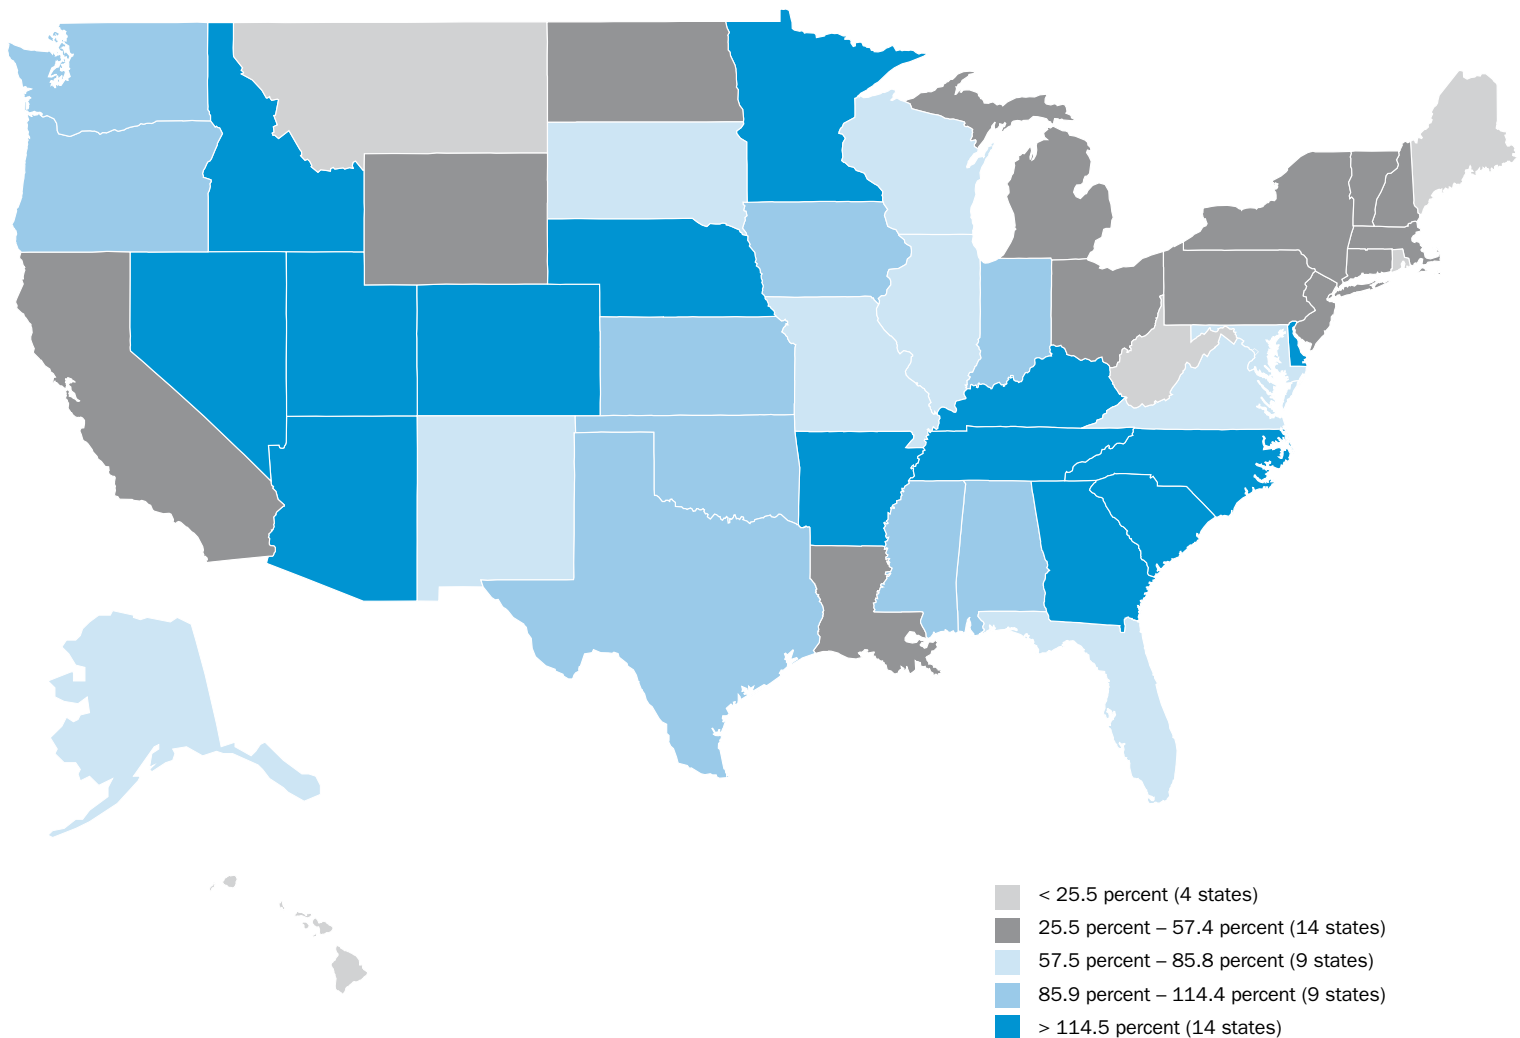 < 25.5 percent (4 states)
25.5 percent – 57.4 percent (14 states)
57.5 percent – 85.8 percent (9 states)
85.9 percent – 114.4 percent (9 states)
> 114.5 percent (14 states)